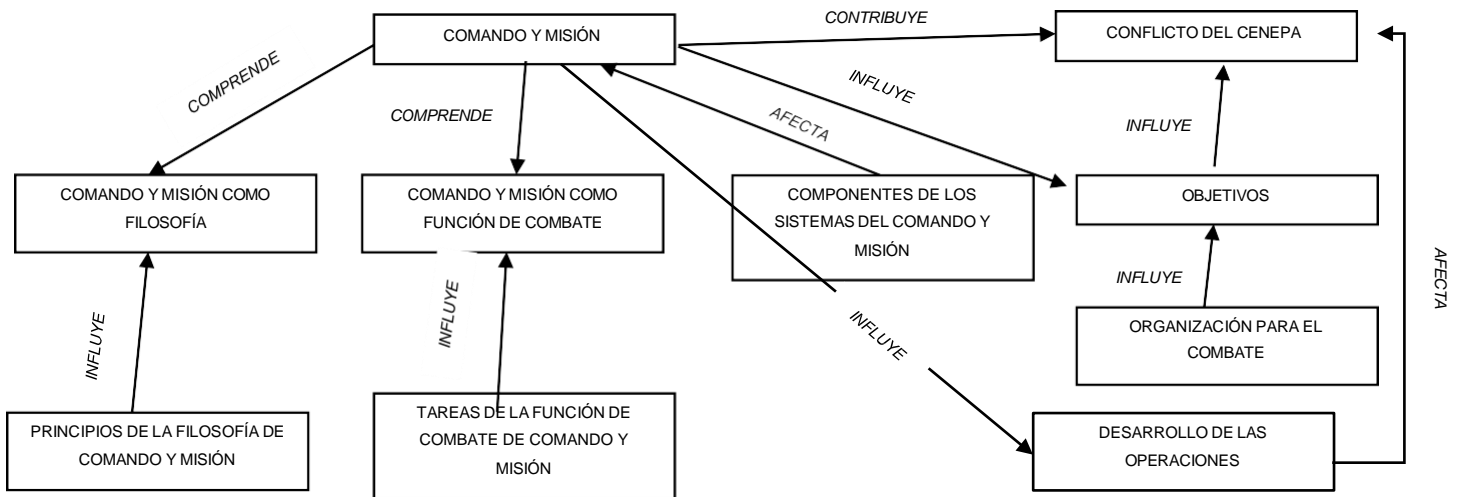 CONTRIBUYE
COMANDO Y MISIÓN
CONFLICTO DEL CENEPA
COMPRENDE
INFLUYE
COMPRENDE
AFECTA
INFLUYE
COMANDO Y MISIÓN COMO
FILOSOFÍA
COMANDO Y MISIÓN COMO
FUNCIÓN DE COMBATE
COMPONENTES DE LOS
SISTEMAS DEL COMANDO Y
MISIÓN
OBJETIVOS
AFECTA
INFLUYE
INFLUYE
INFLUYE
INFLUYE
ORGANIZACIÓN PARA EL
COMBATE
PRINCIPIOS DE LA FILOSOFÍA DE
COMANDO Y MISIÓN
TAREAS DE LA FUNCIÓN DE
COMBATE DE COMANDO Y
MISIÓN
DESARROLLO DE LAS
OPERACIONES